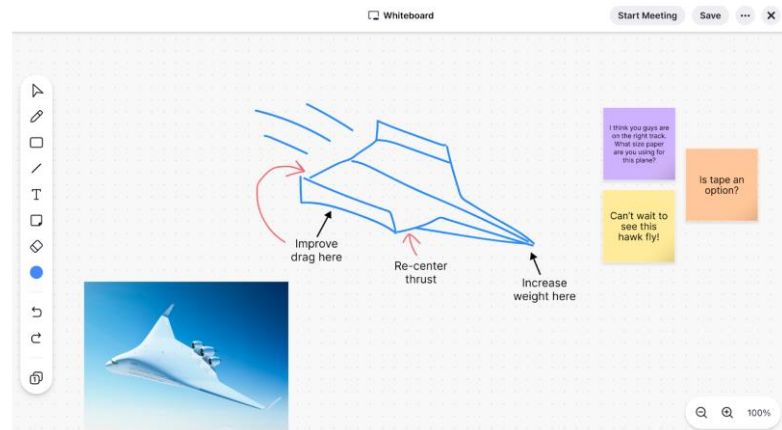 Whiteboard
Start Meeting
Save
T
I think you guys are
on the right track.
What size paper
are you using for
this plane?
Is tape an
option?
Can't wait to
see this
hawk fly!
Improve
drag here
Re-center
thrust
Increase
weight here
100%